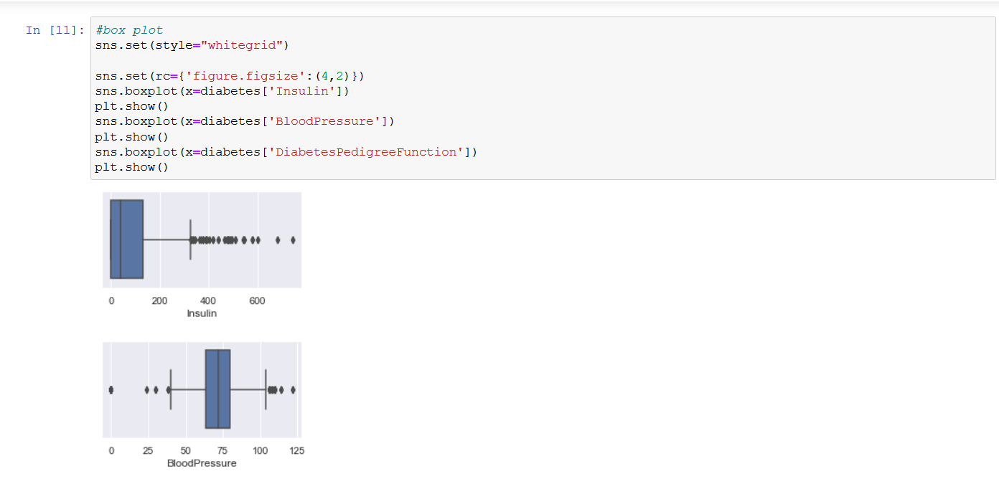 In [11]: #box plot
sns.set(style="whitegrid")
sns.set(rc={'figure.figsize':(4,2)})
sns.boxplot(x=diabetes['Insulin'])
plt.show()
sns.boxplot(x=diabetes['BloodPressure'])
plt.show()
sns.boxplot(x=diabetes['DiabetesPedigreeFunction'])
plt.show()
0 200 400 600
Insulin
0 25 50 75 100 125
BloodPressure